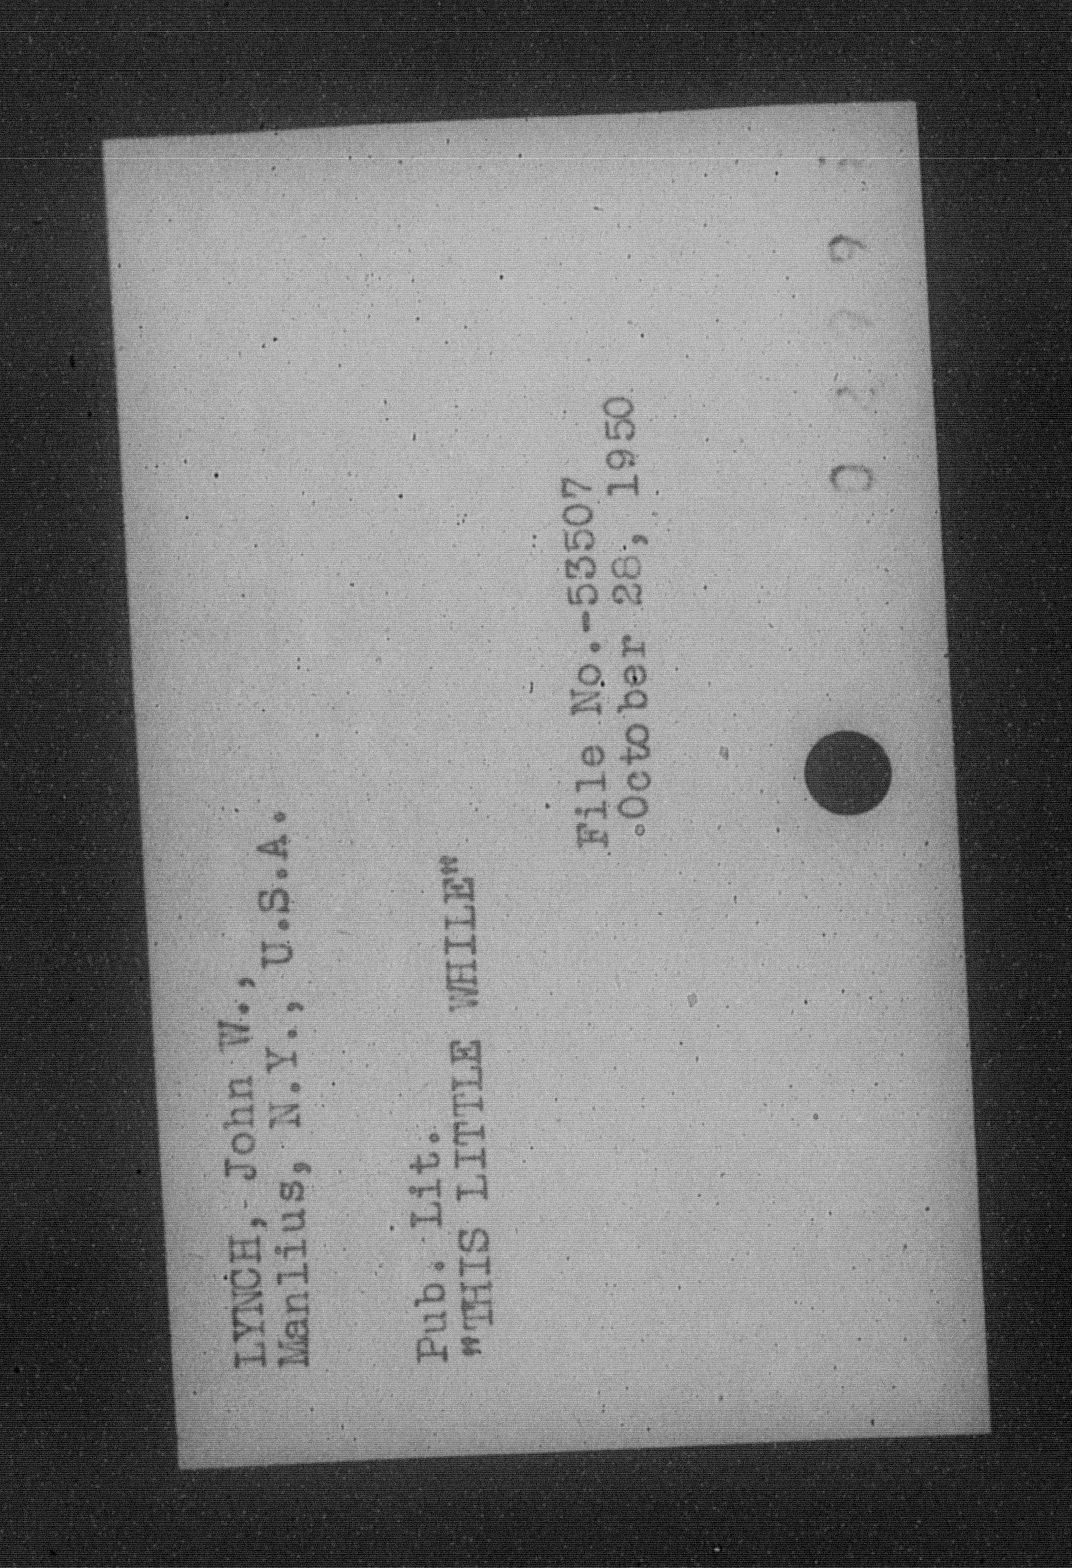 LYNCH, John W.,
Manlius, N.Y., U.S.A.
Pub. Lit.
"THIS LITTLE WHILE"
File No.-53507
October 28, 1950